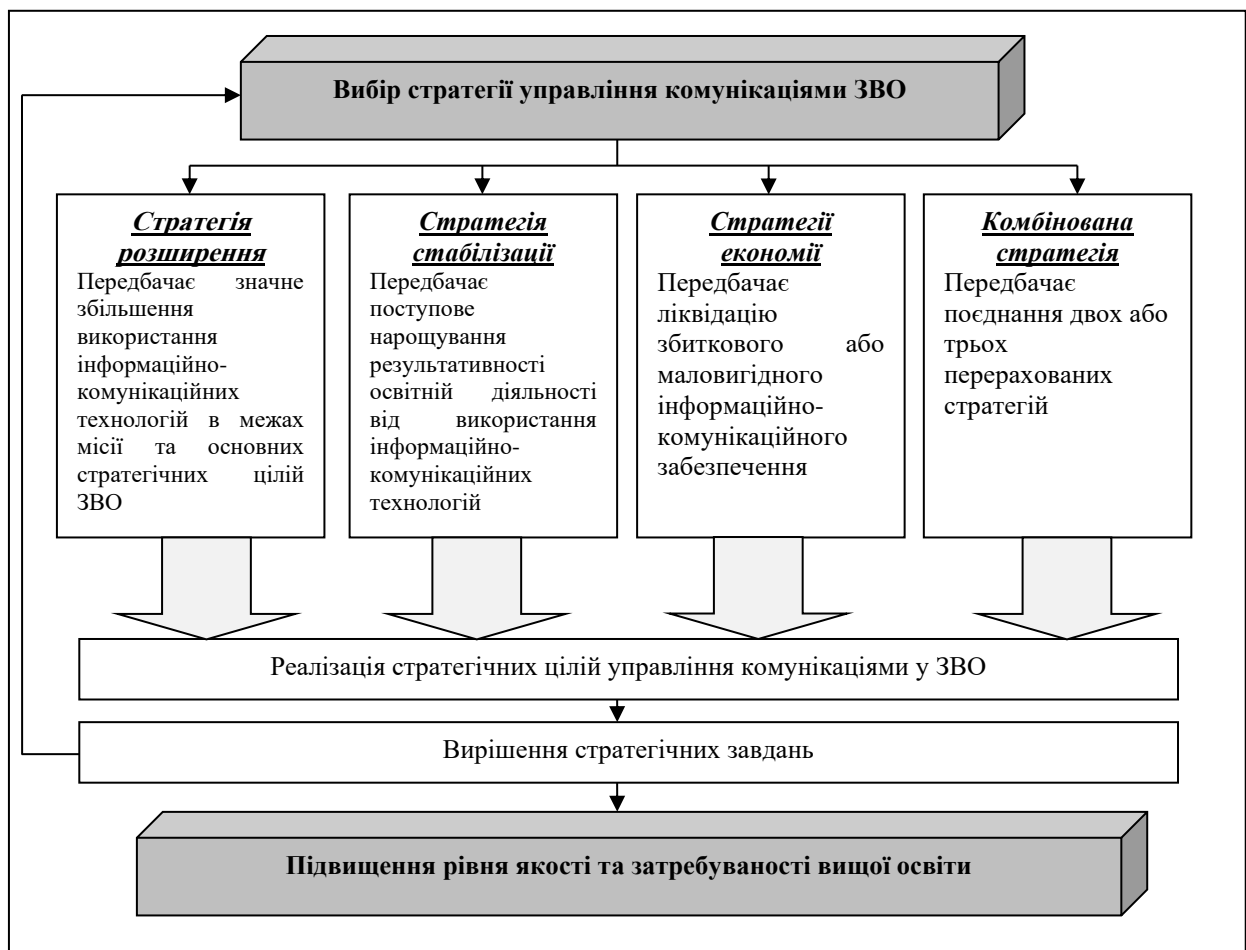 Вибір стратегії управління комунікаціями ЗВО
Стратегія
розширення
Передбачає значне
збільшення
використання
інформаційно-
комунікаційних
технологій в межах
місії та основних
стратегічних цілій
ЗВО
Стратегія
стабілізації
Передбачає
поступове
нарощування
результативності
освітній діяльності
від використання
інформаційно-
комунікаційних
технологій
Стратегії
економії
Передбачає
ліквідацію
збиткового або
маловигідного
інформаційно-
комунікаційного
забезпечення
Комбінована
стратегія
Передбачає
поєднання двох або
трьох
перерахованих
стратегій
Реалізація стратегічних цілій управління комунікаціями у ЗВО
Вирішення стратегічних завдань
Підвищення рівня якості та затребуваності вищої освіти